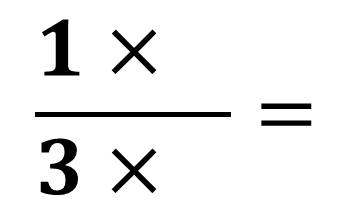 1 ×
=
3 ×